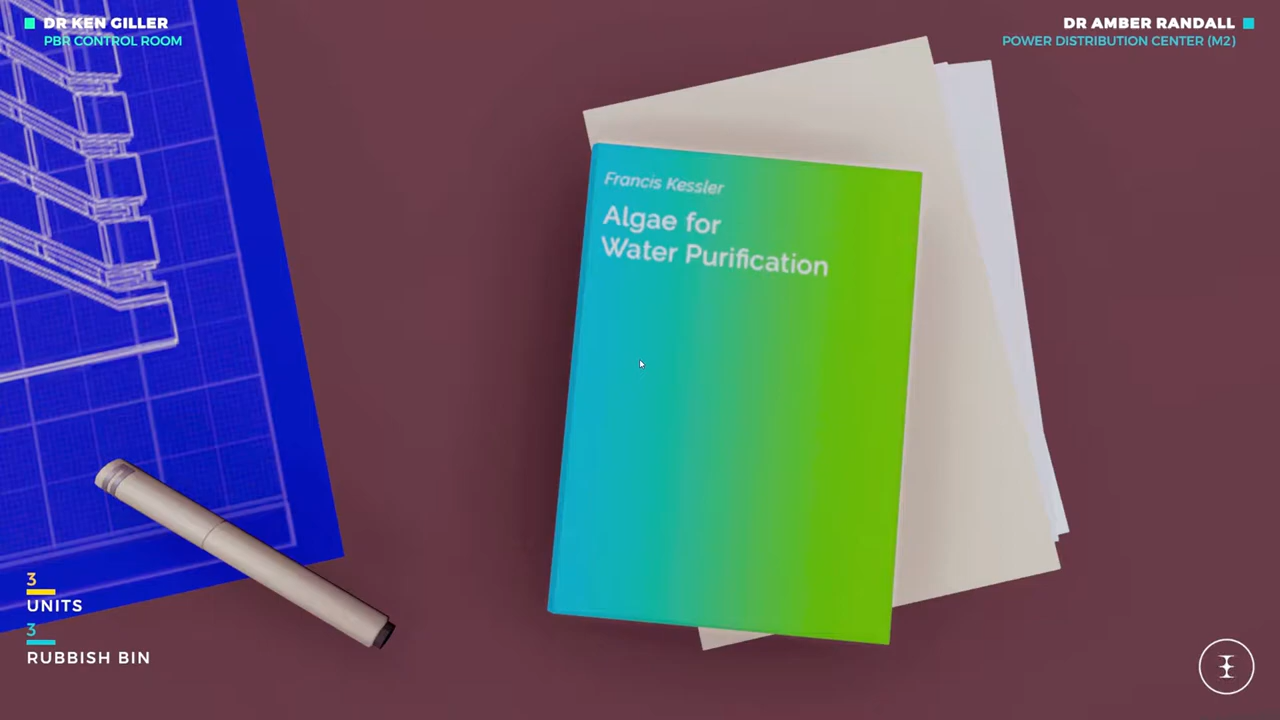 DR KEN GILLER
PBR CONTROL ROOM
DR AMBER RANDALL
POWER DISTRIBUTION CENTER (M2)
Francis Kessler
Algae for
Water Purification
3
UNITS
3
RUBBISH BIN